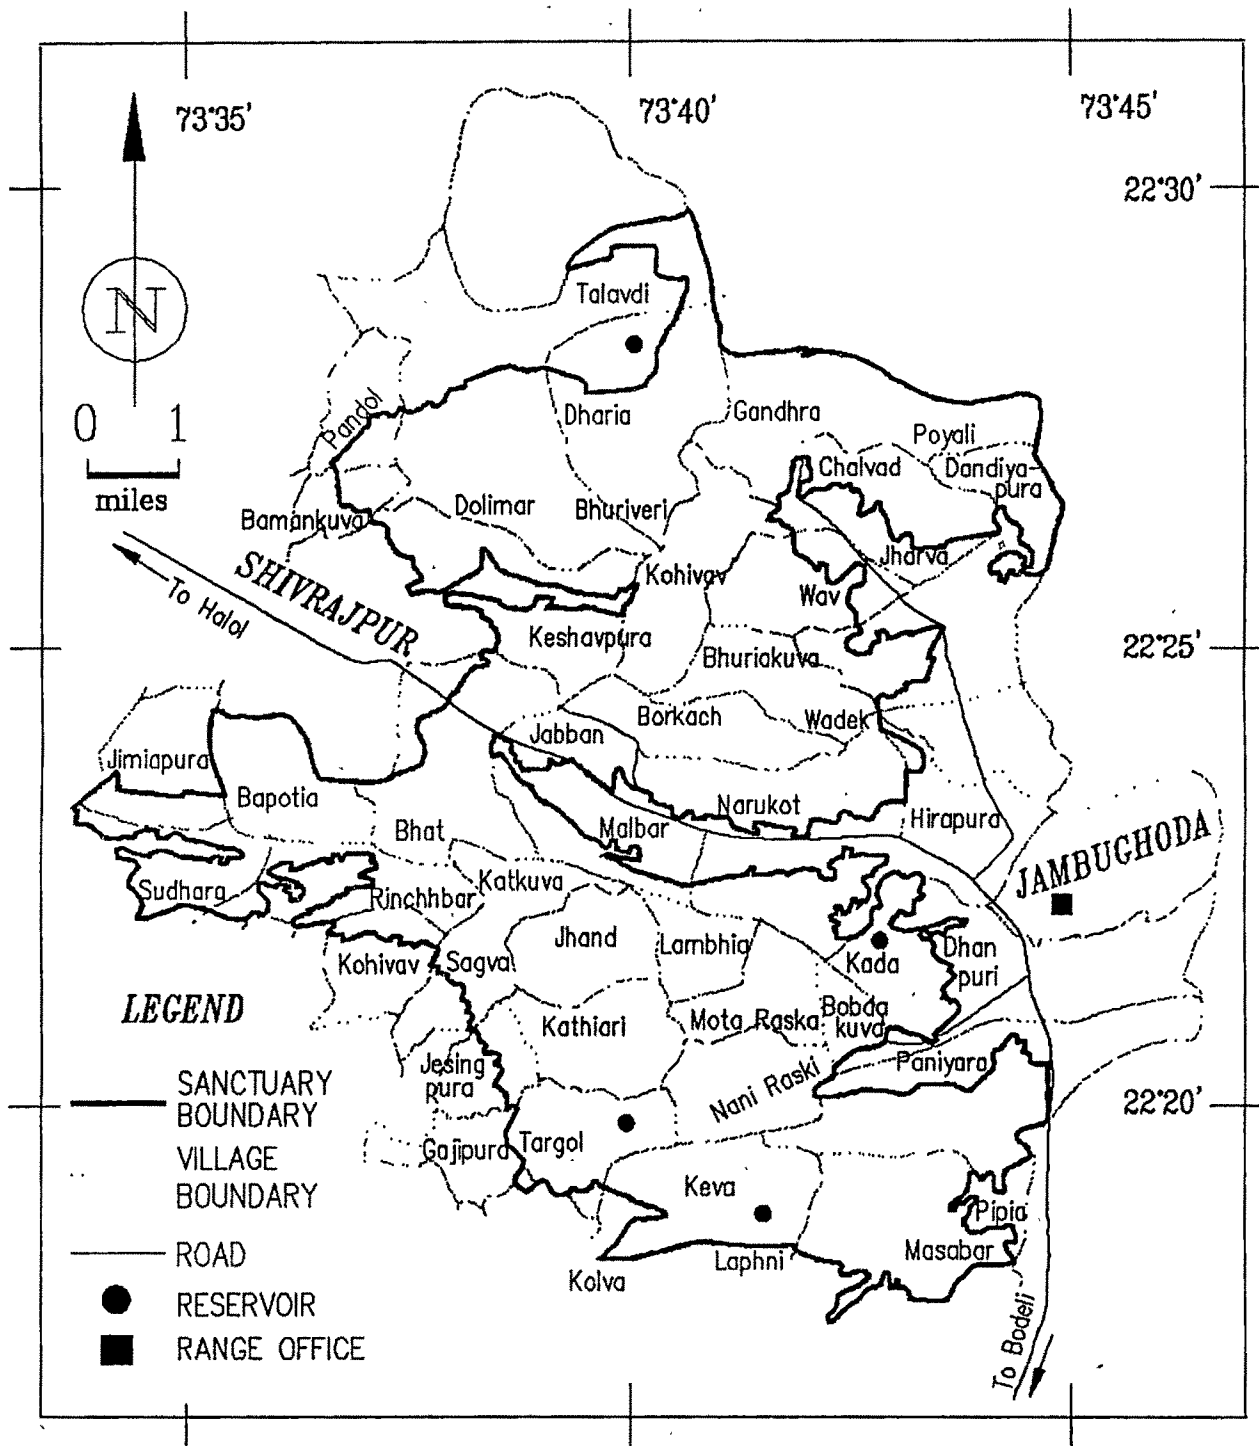 73°35'
73°40'
73°45'
22°30'
N
0 1
miles
Talavdi
Pandol
Dharia
Gandhra
Poyali
Chalvad
Dandiya-
pura
Bamankuva
Dolimar
Bhuriveri
Jharva
SHIVRAJPUR
To Halol
Kohivav
Wav
Keshavpura
22°25'
Bhuriakuva
Borkach
Wadek
Jabban
Jimiapura
Bapotia
Narukot
Hirapura
Bhat
Malbar
JAMBUGHODA
Sudhara
Rinchhbar
Katkuva
Jhand
Lambhia
Kada
Dhan
puri
Kohivav
Sagva
LEGEND
Kathiari
Mota Raska
Bobda
kuva
Jesing
pura
Nani Raski
Paniyara
SANCTUARY
BOUNDARY
22°20'
Gajipura
Targol
VILLAGE
BOUNDARY
Keva
Pipia
ROAD
Kolva
Laphni
Masabar
RESERVOIR
RANGE OFFICE
To Bodeli